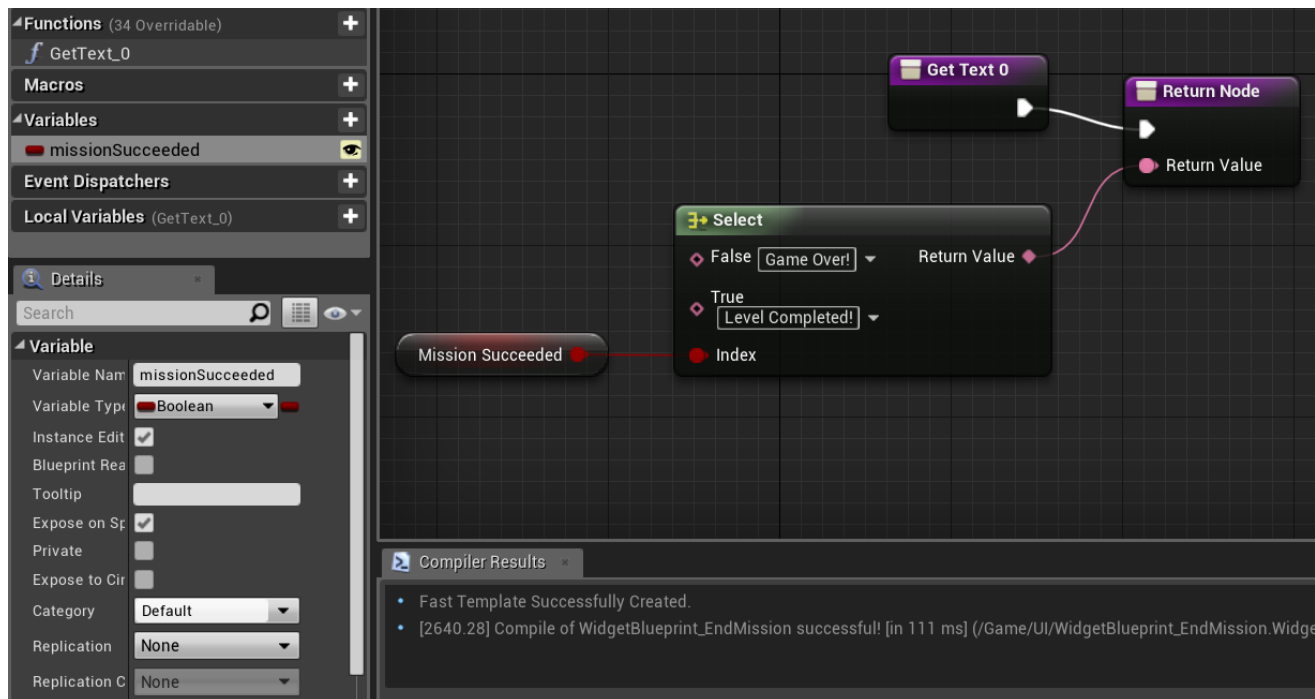 Functions (34 Overridable)
GetText_0
Macros
Variables
missionSucceeded
Event Dispatchers
Local Variables (GetText_0)
Details
Search
Variable
Variable Nam missionSucceeded
Variable Type Boolean
Instance Edit
Blueprint Rea
Tooltip
Expose on Sp
Private
Expose to Cin
Category Default
Replication None
Replication C None
Get Text 0
Return Node
Return Value
Select
False Game Over! Return Value
True
Level Completed!
Mission Succeeded Index
Compiler Results
Fast Template Successfully Created.
[2640.28] Compile of WidgetBlueprint_EndMission successful! [in 111 ms] (/Game/UI/WidgetBlueprint_EndMission.Widge